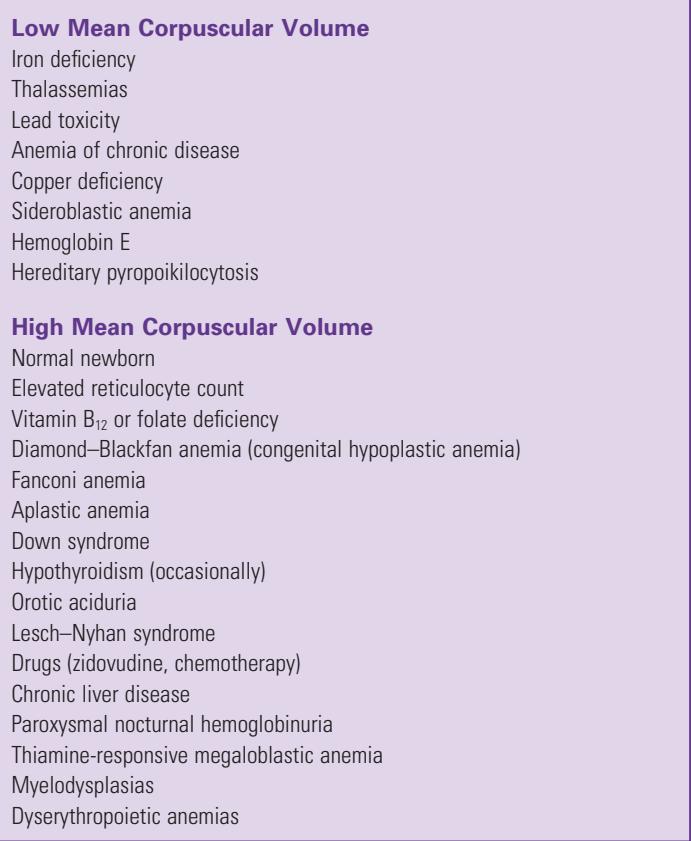 Low Mean Corpuscular Volume
Iron deficiency
Thalassemias
Lead toxicity
Anemia of chronic disease
Copper deficiency
Sideroblastic anemia
Hemoglobin E
Hereditary pyropoikilocytosis
High Mean Corpuscular Volume
Normal newborn
Elevated reticulocyte count
Vitamin B₁₂ or folate deficiency
Diamond–Blackfan anemia (congenital hypoplastic anemia)
Fanconi anemia
Aplastic anemia
Down syndrome
Hypothyroidism (occasionally)
Orotic aciduria
Lesch–Nyhan syndrome
Drugs (zidovudine, chemotherapy)
Chronic liver disease
Paroxysmal nocturnal hemoglobinuria
Thiamine-responsive megaloblastic anemia
Myelodysplasias
Dyserythropoietic anemias